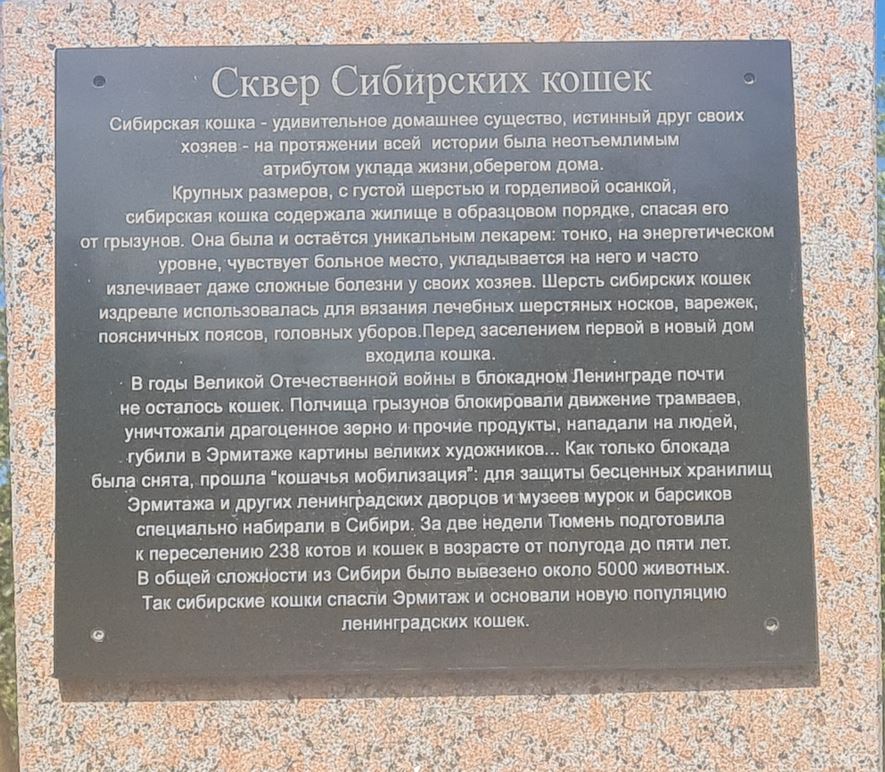 Сквер Сибирских кошек
Сибирская кошка - удивительное домашнее существо, истинный друг своих
хозяев - на протяжении всей истории была неотъемлимым
атрибутом уклада жизни,оберегом дома.
Крупных размеров, с густой шерстью и горделивой осанкой,
сибирская кошка содержала жилище в образцовом порядке, спасая его
от грызунов. Она была и остаётся уникальным лекарем: тонко, на энергетическом
уровне, чувствует больное место, укладывается на него и часто
излечивает даже сложные болезни у своих хозяев. Шерсть сибирских кошек
издревле использовалась для вязания лечебных шерстяных носков, варежек,
поясничных поясов, головных уборов.Перед заселением первой в новый дом
входила кошка.
В годы Великой Отечественной войны в блокадном Ленинграде почти
не осталось кошек. Полчища грызунов блокировали движение трамваев,
уничтожали драгоценное зерно и прочие продукты, нападали на людей,
губили в Эрмитаже картины великих художников... Как только блокада
была снята, прошла “кошачья мобилизация”: для защиты бесценных хранилищ
Эрмитажа и других ленинградских дворцов и музеев мурок и барсиков
специально набирали в Сибири. За две недели Тюмень подготовила
к переселению 238 котов и кошек в возрасте от полугода до пяти лет.
В общей сложности из Сибири было вывезено около 5000 животных.
Так сибирские кошки спасли Эрмитаж и основали новую популяцию
ленинградских кошек.